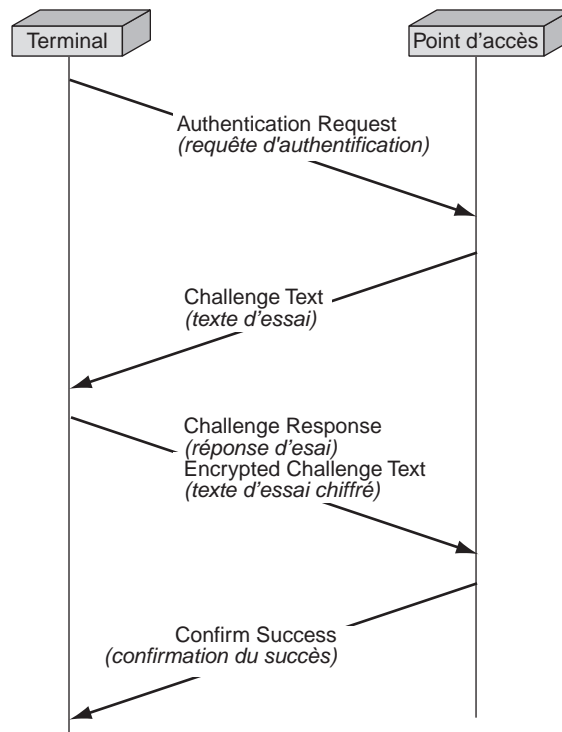 Terminal
Point d'accès
Authentication Request
(requête d'authentification)
Challenge Text
(texte d'essai)
Challenge Response
(réponse d'esai)
Encrypted Challenge Text
(texte d'essai chiffré)
Confirm Success
(confirmation du succès)